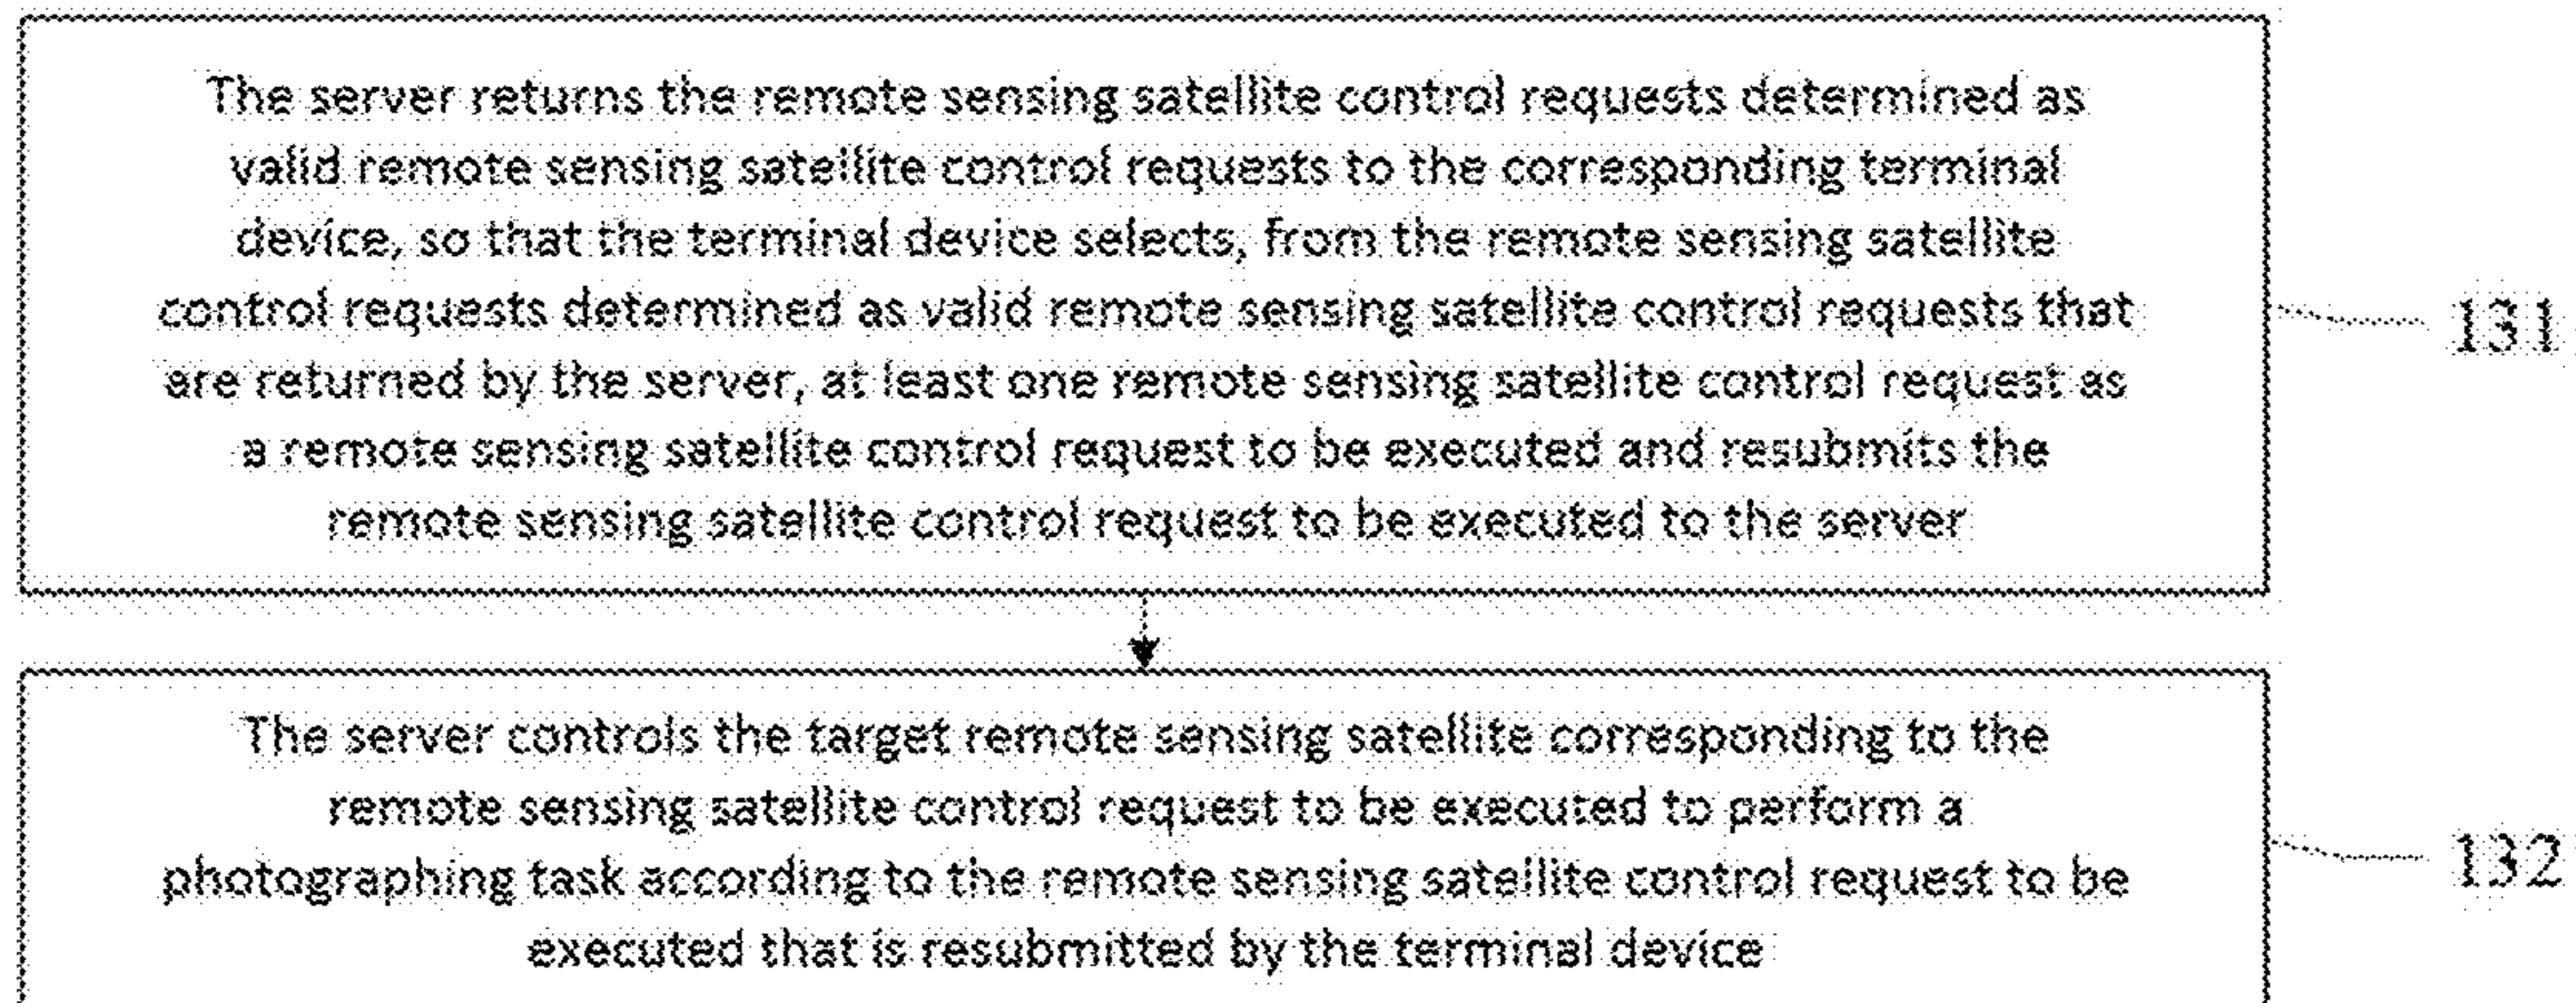 The server returns the remote sensing satellite control requests determined as
valid remote sensing satellite control requests to the corresponding terminal
device, so that the terminal device selects, from the remote sensing satellite
control requests determined as valid remote sensing satellite control requests that
are returned by the server, at least one remote sensing satellite control request as
a remote sensing satellite control request to be executed and resubmits the
remote sensing satellite control request to be executed to the server
131
The server controls the target remote sensing satellite corresponding to the
remote sensing satellite control request to be executed to perform a
photographing task according to the remote sensing satellite control request to be
executed that is resubmitted by the terminal device
132